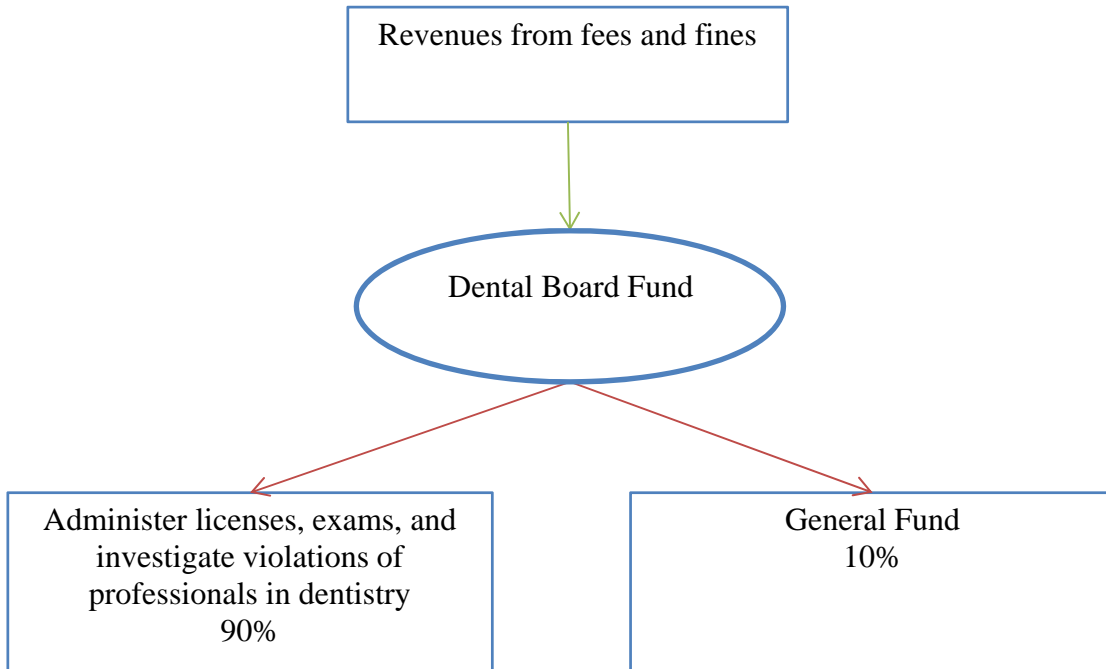 Revenues from fees and fines
Dental Board Fund
Administer licenses, exams, and
investigate violations of
professionals in dentistry
90%
General Fund
10%